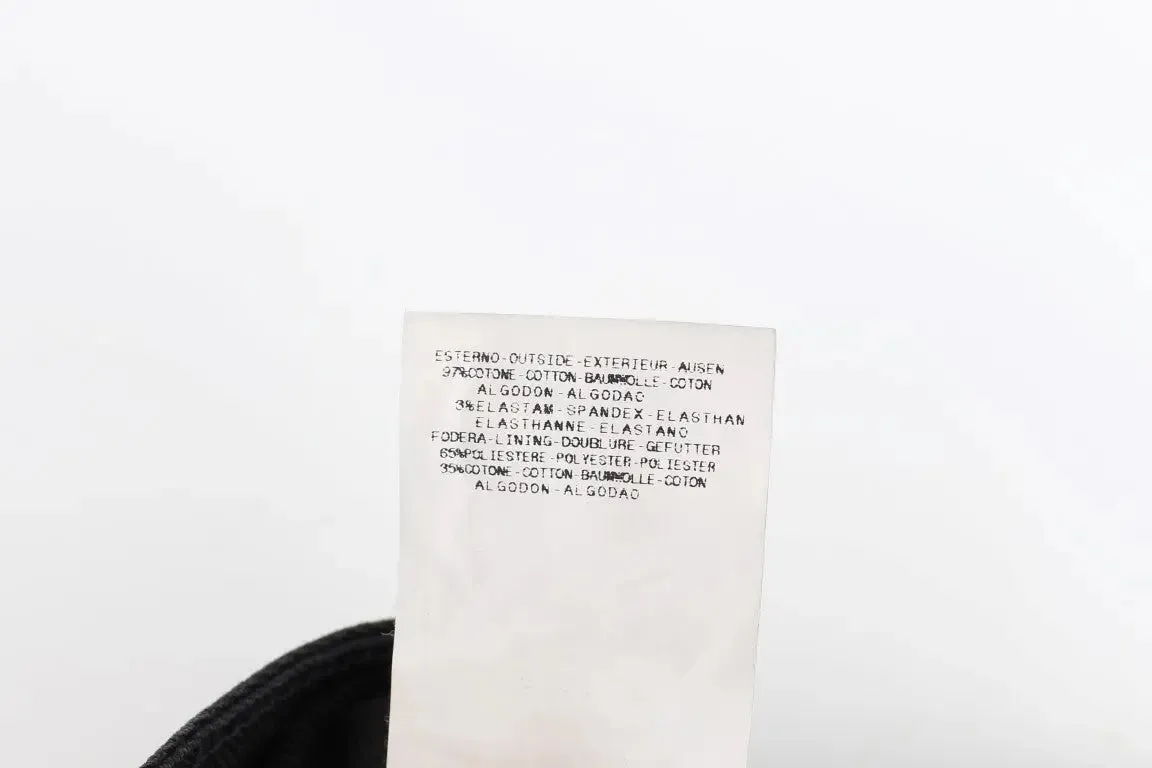 ESTERNO-OUTSIDE-EXTERIEUR-AUSEN
97%COTONE-COTTON-BAUMWOLLE-COTON
ALGODON-ALGODAO
3%ELASTAM-SPANDEX-ELASTHAN
ELASTHANNE-ELASTANO
FODERA-LINING-DOUBLURE-GEFUTTER
65%POLIESTERE-POLYESTER-POLIESTER
35%COTONE-COTTON-BAUMWOLLE-COTON
ALGODON-ALGODAO